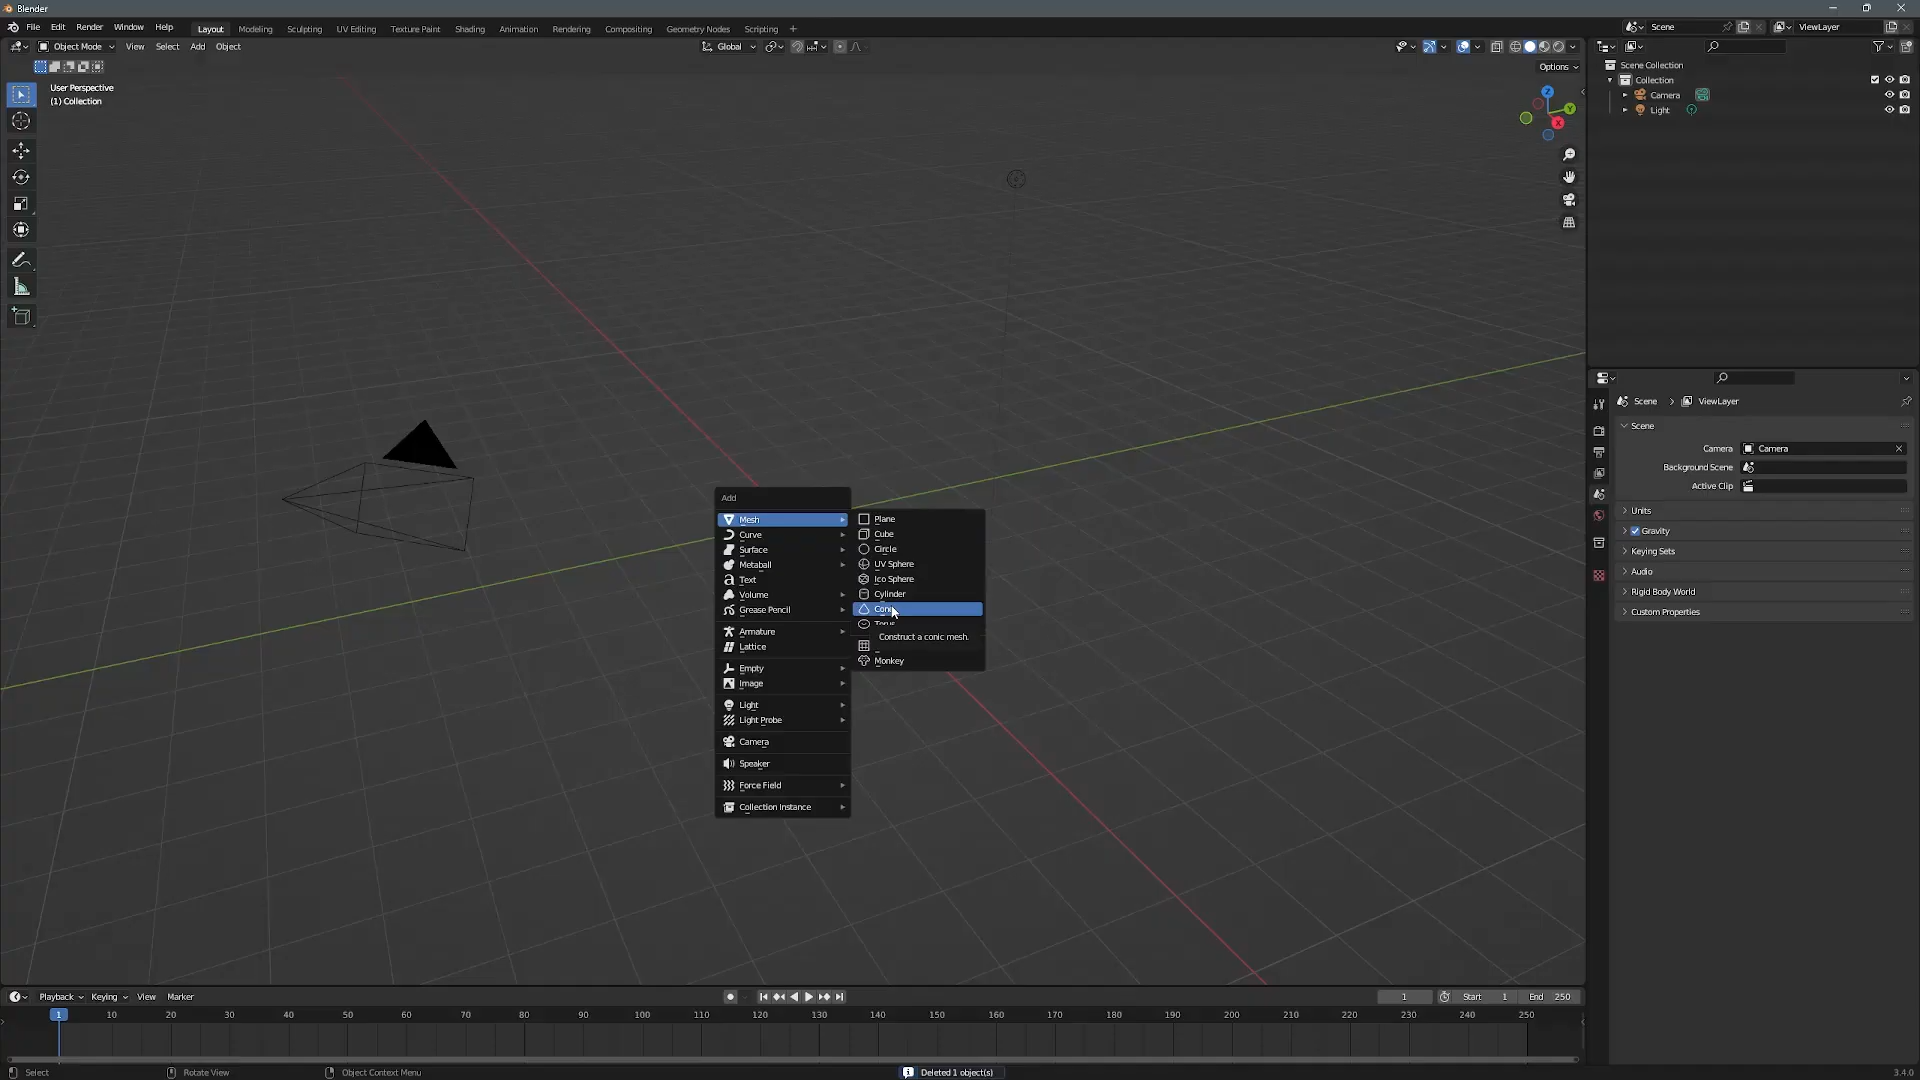 Blender
File Edit Render Window Help Layout Modeling Sculpting UV Editing Texture Paint Shading Animation Rendering Compositing Geometry Nodes Scripting + Scene ViewLayer
Object Mode View Select Add Object Global
Options
User Perspective
(1) Collection
Z
Y
X
Scene Collection
Collection
Camera
Light
Scene > ViewLayer
Scene
Camera Camera
Background Scene
Active Clip
Units
Gravity
Keying Sets
Audio
Rigid Body World
Custom Properties
Add
Mesh
Curve
Surface
Metaball
Text
Volume
Grease Pencil
Armature
Lattice
Empty
Image
Light
Light Probe
Camera
Speaker
Force Field
Collection Instance
Plane
Cube
Circle
UV Sphere
Ico Sphere
Cylinder
Construct a conic mesh.
Monkey
Playback Keying View Marker 1 Start 1 End 250
1 10 20 30 40 50 60 70 80 90 100 110 120 130 140 150 160 170 180 190 200 210 220 230 240 250
Select Rotate View Object Context Menu Deleted 1 object(s) 3.4.0